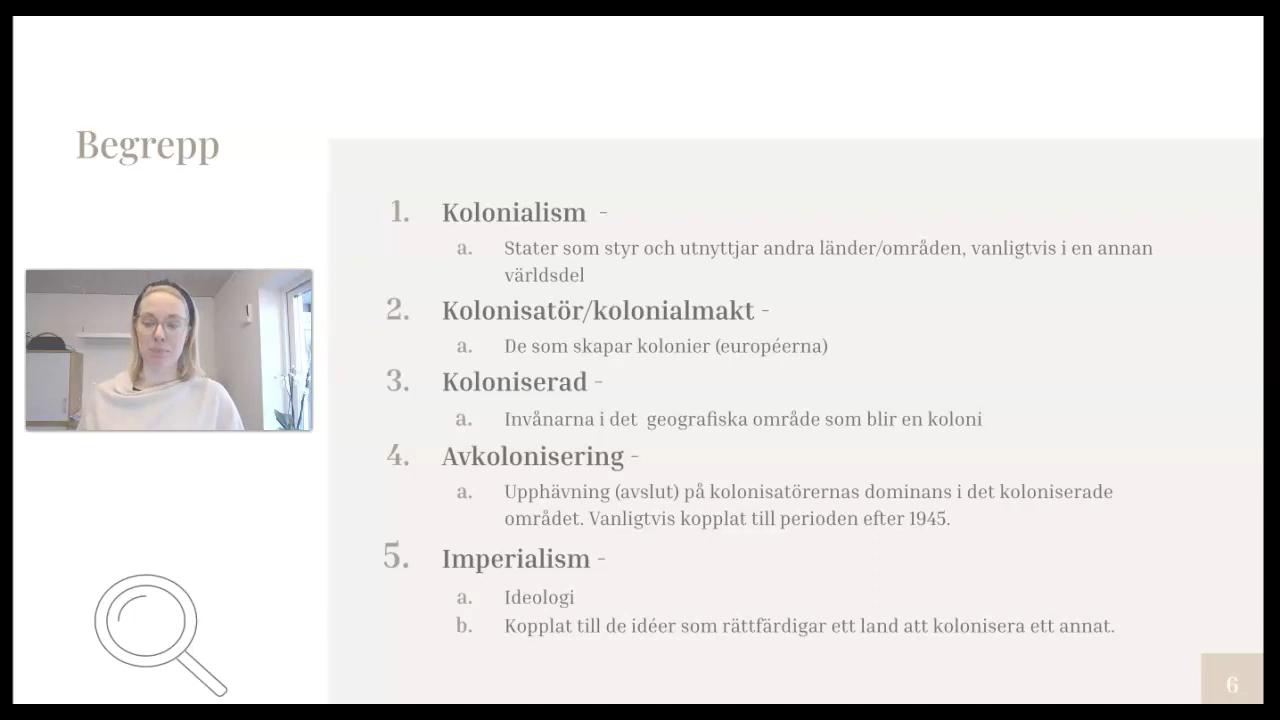 Begrepp
1. Kolonialism -
a. Stater som styr och utnyttjar andra länder/områden, vanligtvis i en annan
världsdel
2. Kolonisatör/kolonialmakt -
a. De som skapar kolonier (européerna)
3. Koloniserad -
a. Invånarna i det geografiska område som blir en koloni
4. Avkolonisering -
a. Upphävning (avslut) på kolonisatörernas dominans i det koloniserade
området. Vanligtvis kopplat till perioden efter 1945.
5. Imperialism -
a. Ideologi
b. Kopplat till de idéer som rättfärdigar ett land att kolonisera ett annat.
6